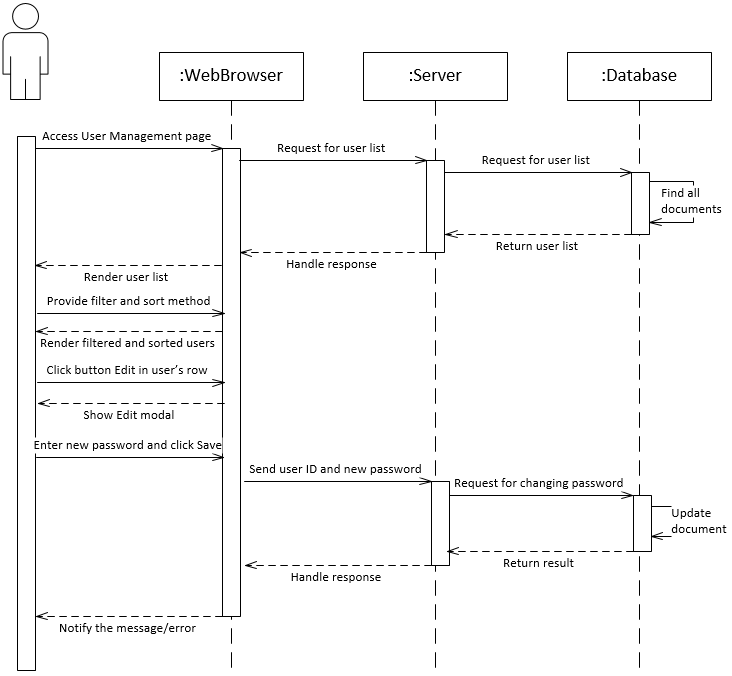 :WebBrowser
:Server
:Database
Access User Management page
Request for user list
Request for user list
Find all
documents
Return user list
Handle response
Render user list
Provide filter and sort method
Render filtered and sorted users
Click button Edit in user's row
Show Edit modal
Enter new password and click Save
Send user ID and new password
Request for changing password
Update
document
Return result
Handle response
Notify the message/error